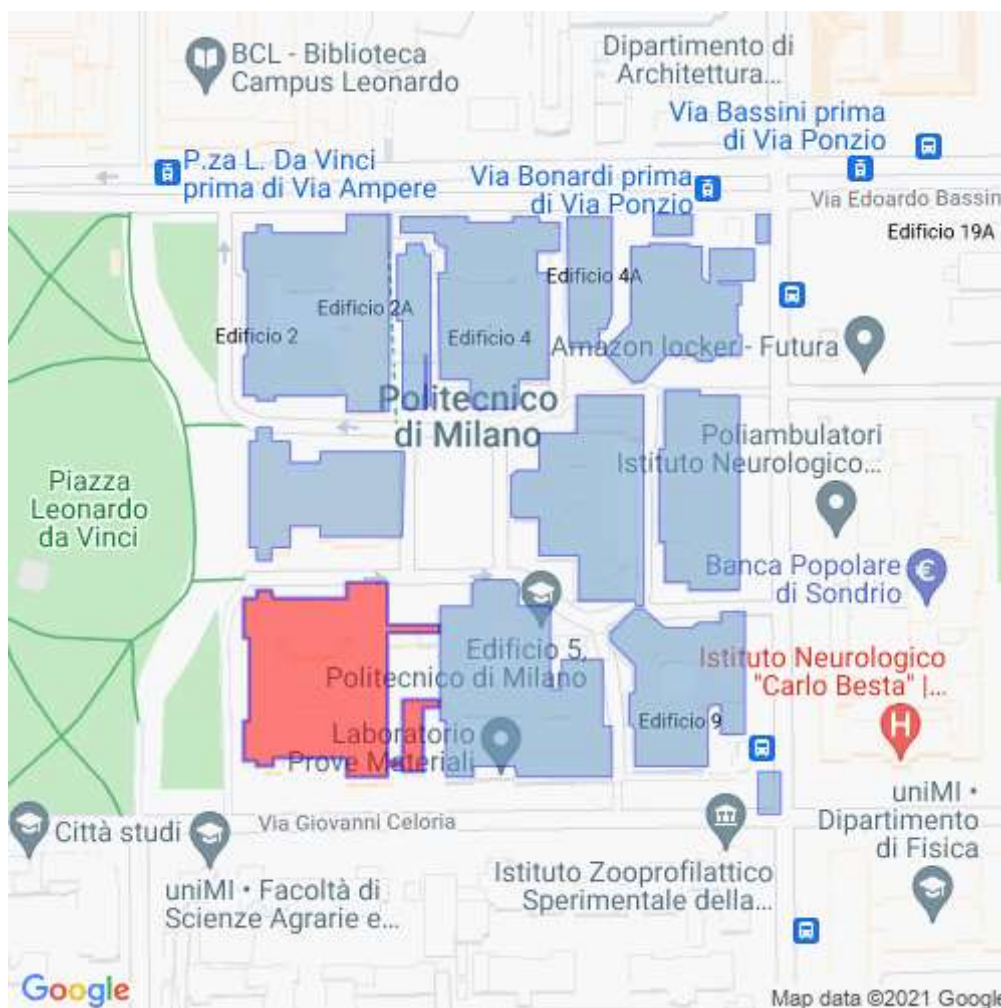 BCL - Biblioteca
Campus Leonardo
Dipartimento di
Architettura...
Via Bassini prima
di Via Ponzio
P.za L. Da Vinci
prima di Via Ampere
Via Bonardi prima
di Via Ponzio
Via Edoardo Bassin
Edificio 19A
Edificio 4A
Edificio 2A
Edificio 2
Edificio 4
Amazon locker - Futura
Politecnico
di Milano
Poliambulatori
Istituto Neurologico...
Piazza
Leonardo
da Vinci
Banca Popolare
di Sondrio
€
Edificio 5,
Politecnico di Milano
Istituto Neurologico
"Carlo Besta" |...
H
Edificio 9
Laboratorio
Prove Materiali
uniMI •
Dipartimento
di Fisica
Città studi
Via Giovanni Celoria
uniMI • Facoltà di
Scienze Agrarie e...
Istituto Zooprofilattico
Sperimentale della...
Google
Map data ©2021 Google